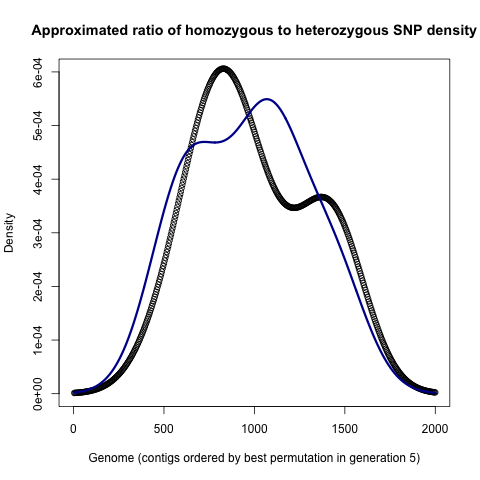 Approximated ratio of homozygous to heterozygous SNP density
6e-04
5e-04
4e-04
3e-04
2e-04
1e-04
0e+00
Density
0 500 1000 1500 2000
Genome (contigs ordered by best permutation in generation 5)